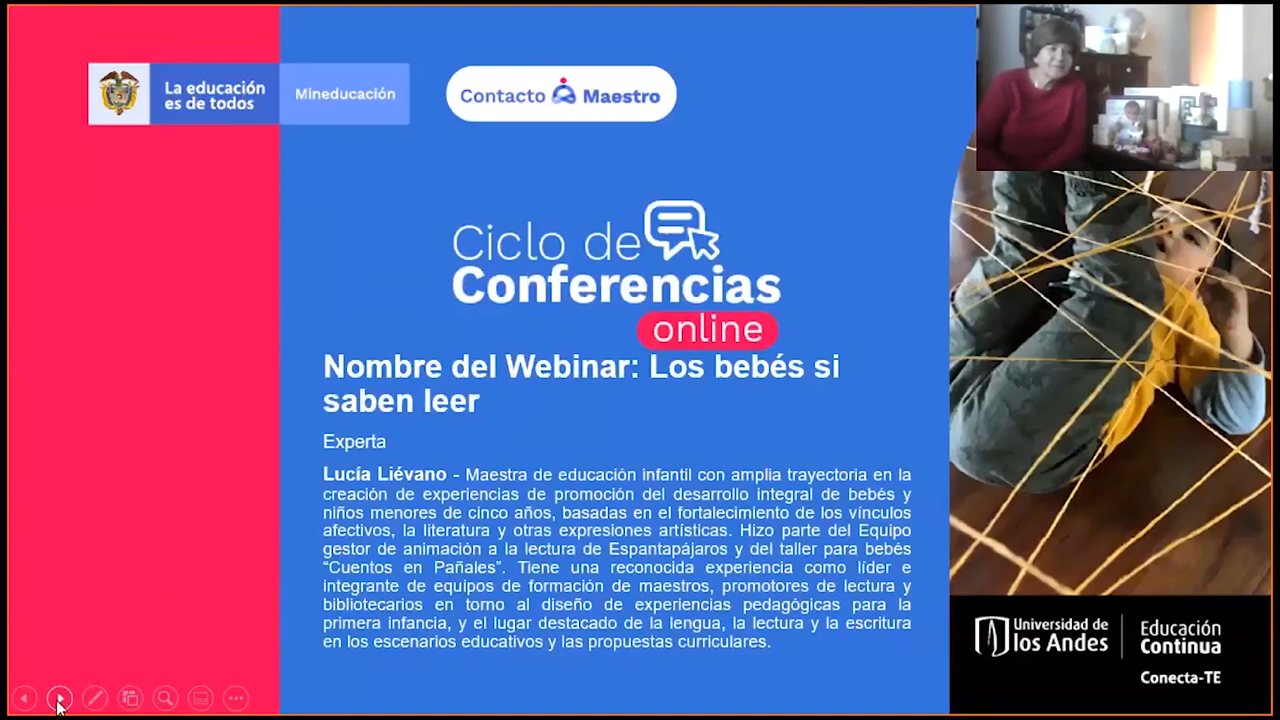 La educación
es de todos
Mineducación
Contacto Maestro
Ciclo de
Conferencias
online
Nombre del Webinar: Los bebés si
saben leer
Experta
Lucía Liévano - Maestra de educación infantil con amplia trayectoria en la
creación de experiencias de promoción del desarrollo integral de bebés y
niños menores de cinco años, basadas en el fortalecimiento de los vínculos
afectivos, la literatura y otras expresiones artísticas. Hizo parte del Equipo
gestor de animación a la lectura de Espantapájaros y del taller para bebés
“Cuentos en Pañales”. Tiene una reconocida experiencia como líder e
integrante de equipos de formación de maestros, promotores de lectura y
bibliotecarios en torno al diseño de experiencias pedagógicas para la
primera infancia, y el lugar destacado de la lengua, la lectura y la escritura
en los escenarios educativos y las propuestas curriculares.
Universidad de
los Andes
Educación
Continua
Conecta-TE